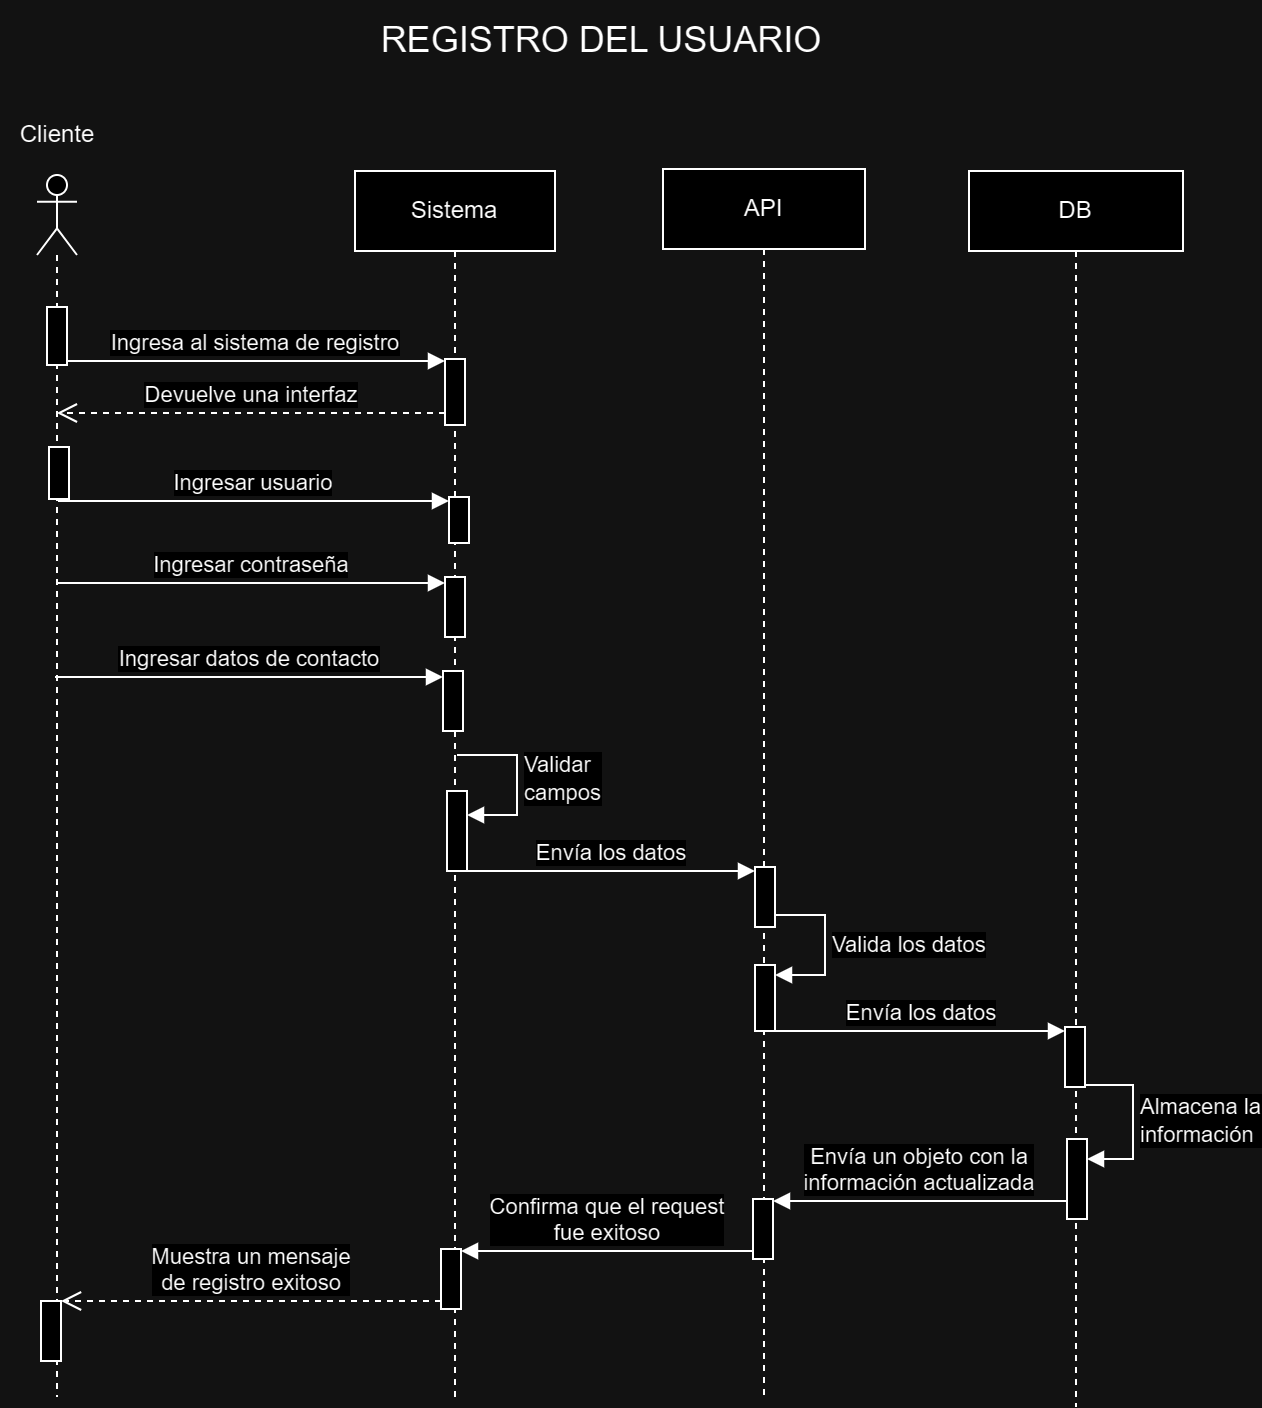 REGISTRO DEL USUARIO
Cliente
Sistema
API
DB
Ingresa al sistema de registro
Devuelve una interfaz
Ingresar usuario
Ingresar contraseña
Ingresar datos de contacto
Validar
campos
Envía los datos
Valida los datos
Envía los datos
Almacena la
información
Envía un objeto con la
información actualizada
Confirma que el request
fue exitoso
Muestra un mensaje
de registro exitoso